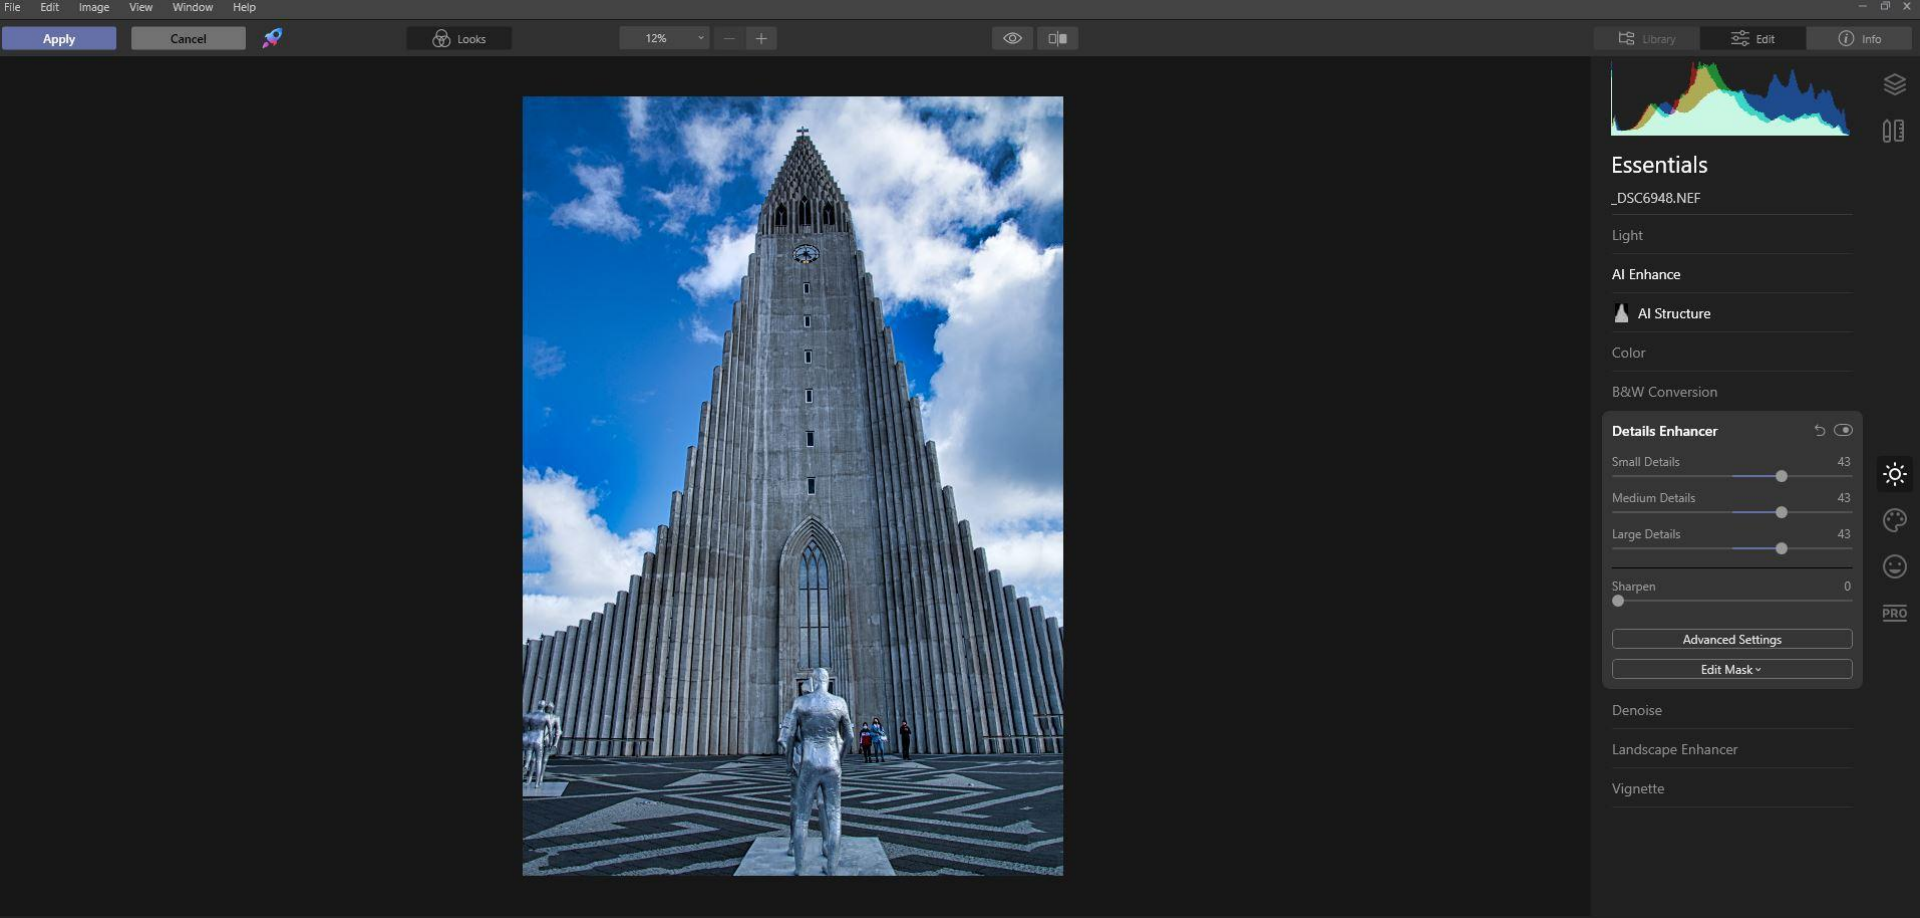 File Edit Image View Window Help
Apply Cancel Looks 12% Library Edit Info
Essentials
_DSC6948.NEF
Light
AI Enhance
AI Structure
Color
B&W Conversion
Details Enhancer
Small Details 43
Medium Details 43
Large Details 43
Sharpen 0
Advanced Settings
Edit Mask
PRO
Denoise
Landscape Enhancer
Vignette